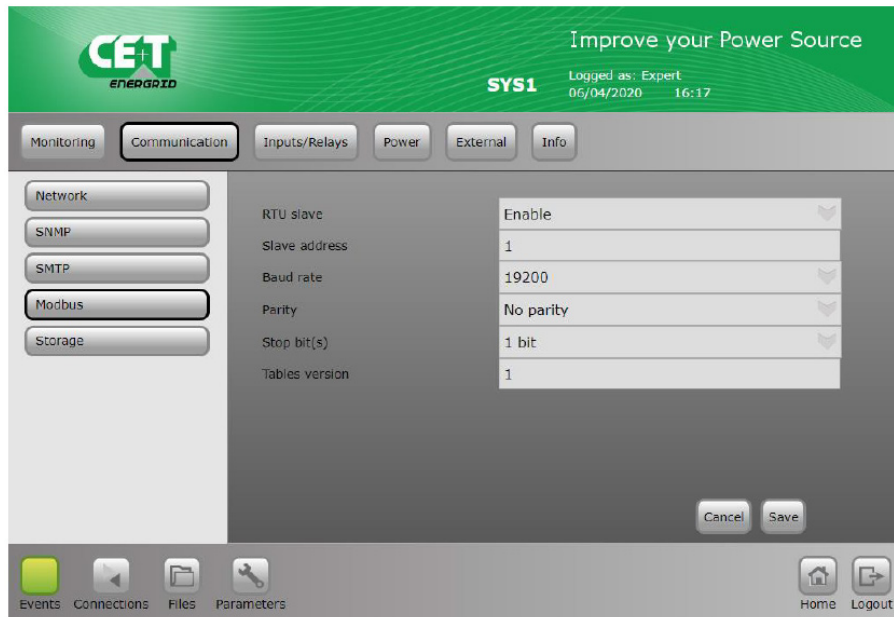 CE+T
ENERGRID
Improve your Power Source
SYS1
Logged as: Expert
06/04/2020 16:17
Monitoring Communication Inputs/Relays Power External Info
Network
SNMP
SMTP
Modbus
Storage
RTU slave Enable
Slave address 1
Baud rate 19200
Parity No parity
Stop bit(s) 1 bit
Tables version 1
Cancel Save
Events Connections Files Parameters Home Logout